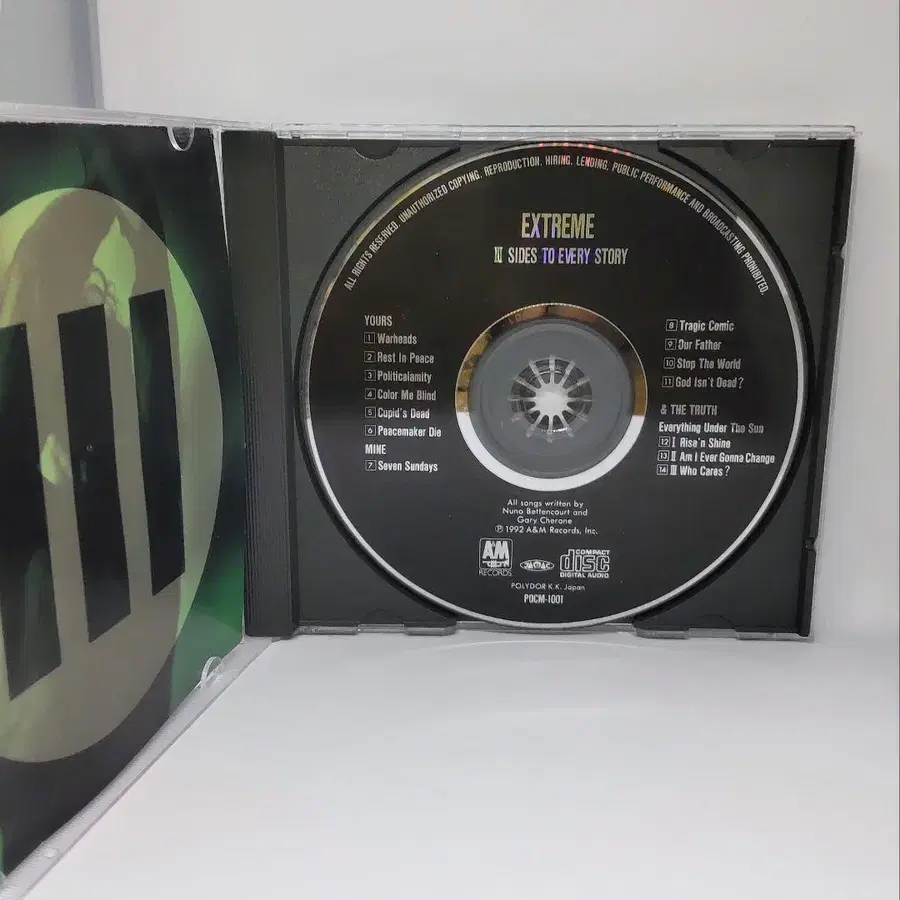 ALL RIGHTS RESERVED. UNAUTHORIZED COPYING, REPRODUCTION, HIRING, LENDING, PUBLIC PERFORMANCE AND BROADCASTING PROHIBITED.
EXTREME
III SIDES TO EVERY STORY
YOURS
1 Warheads
2 Rest In Peace
3 Politicalamity
4 Color Me Blind
5 Cupid's Dead
6 Peacemaker Die
MINE
7 Seven Sundays
8 Tragic Comic
9 Our Father
10 Stop The World
11 God Isn't Dead?
& THE TRUTH
Everything Under The Sun
12 I Rise'n Shine
13 II Am I Ever Gonna Change
14 III Who Cares?
All songs written by
Nuno Bettencourt and
Gary Cherone
℗ 1992 A&M Records, Inc.
A&M
RECORDS
COMPACT
disc
DIGITAL AUDIO
POLYDOR K.K. Japan
POCM-1001